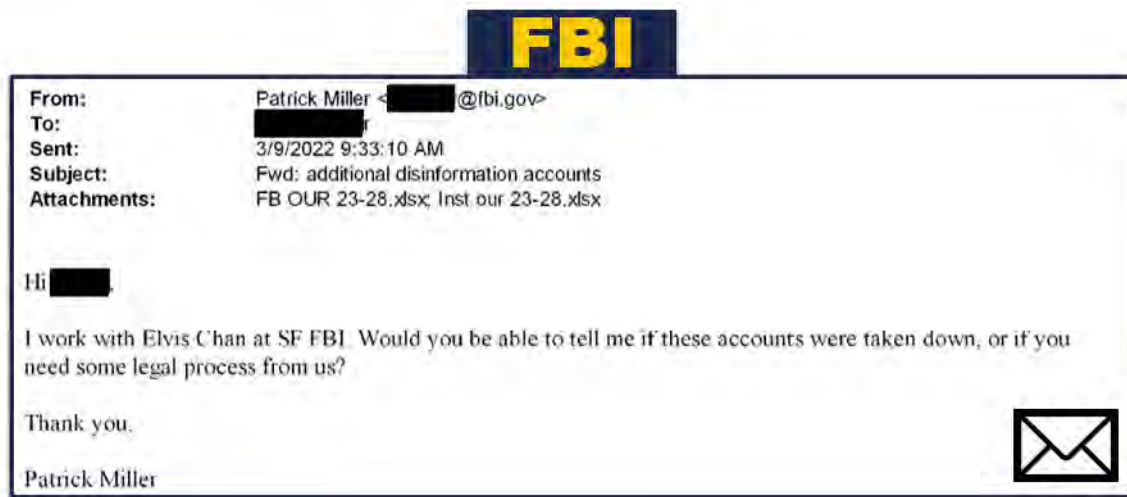 FBI
From: Patrick Miller < @fbi.gov>
To:
Sent: 3/9/2022 9:33:10 AM
Subject: Fwd: additional disinformation accounts
Attachments: FB OUR 23-28.xlsx; Inst our 23-28.xlsx
Hi ,
I work with Elvis Chan at SF FBI. Would you be able to tell me if these accounts were taken down, or if you
need some legal process from us?
Thank you,
Patrick Miller